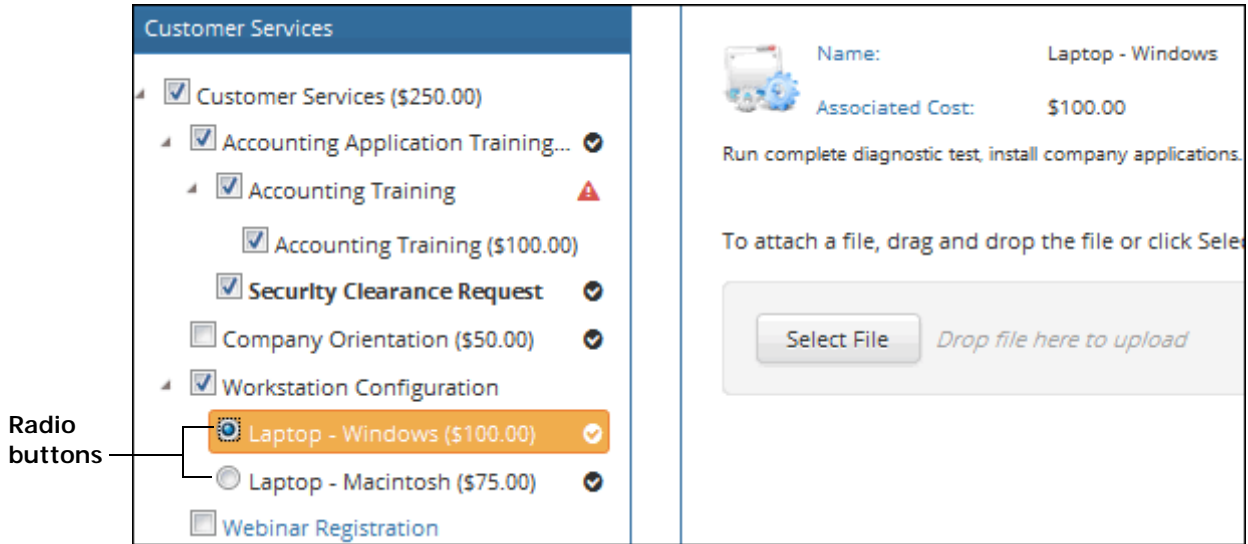 Customer Services
Customer Services ($250.00)
Accounting Application Training...
Accounting Training
Accounting Training ($100.00)
Security Clearance Request
Company Orientation ($50.00)
Workstation Configuration
Laptop - Windows ($100.00)
Laptop - Macintosh ($75.00)
Webinar Registration
Radio
buttons
Name: Laptop - Windows
Associated Cost: $100.00
Run complete diagnostic test, install company applications.
To attach a file, drag and drop the file or click Sele
Select File Drop file here to upload